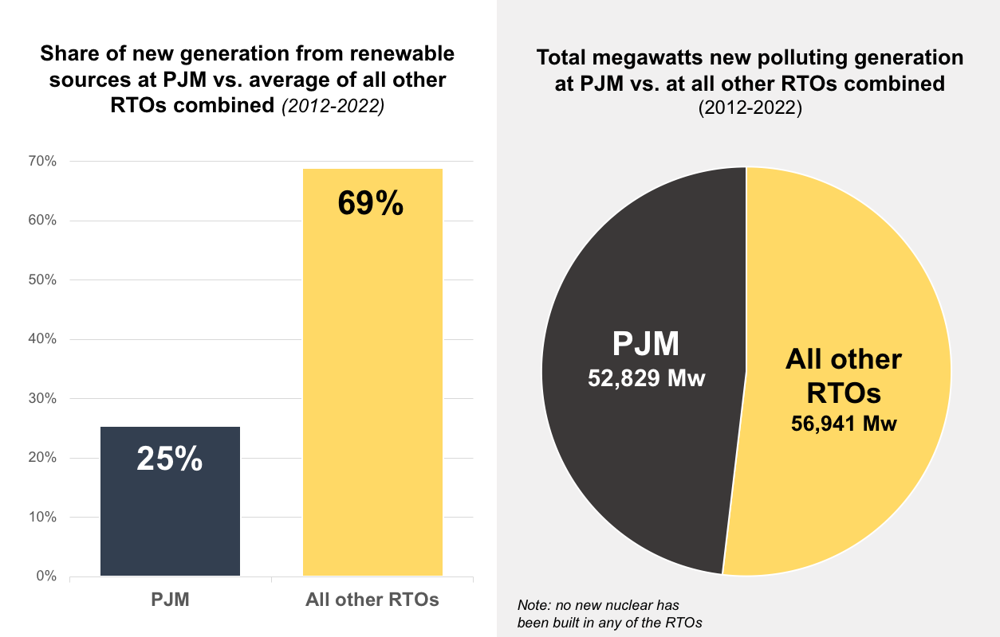 Share of new generation from renewable
sources at PJM vs. average of all other
RTOs combined (2012-2022)
70%
60%
50%
40%
30%
20%
10%
0%
69%
25%
PJM
All other RTOs
Total megawatts new polluting generation
at PJM vs. at all other RTOs combined
(2012-2022)
PJM
52,829 Mw
All other
RTOs
56,941 Mw
Note: no new nuclear has
been built in any of the RTOs